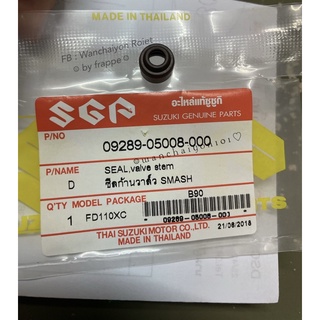 MADE IN THAILAND
FB : Wanchaiyon Rojet
by frappe
SGP
อะไหล่แท้ซูซูกิ
SUZUKI GENUINE PARTS
P/NO
09289-05008-000
P/NAME
SEAL,valve stem
D
ซีลก้านวาล์ว SMASH
Q'TY MODEL PACKAGE
B90
1
FD110XC
09289-05008-000
THAI SUZUKI MOTOR CO.,LTD.
MADE IN THAILAND
21/06/2018